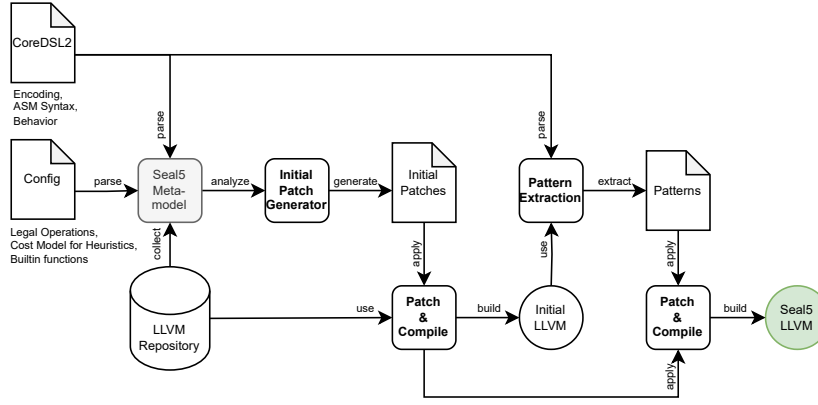 CoreDSL2
Encoding,
ASM Syntax,
Behavior
parse
parse
Config
parse
Seal5
Meta-
model
analyze
Initial
Patch
Generator
generate
Initial
Patches
Pattern
Extraction
extract
Patterns
Legal Operations,
Cost Model for Heuristics,
Builtin functions
collect
apply
use
apply
LLVM
Repository
use
Patch
&
Compile
build
Initial
LLVM
Patch
&
Compile
build
Seal5
LLVM
apply